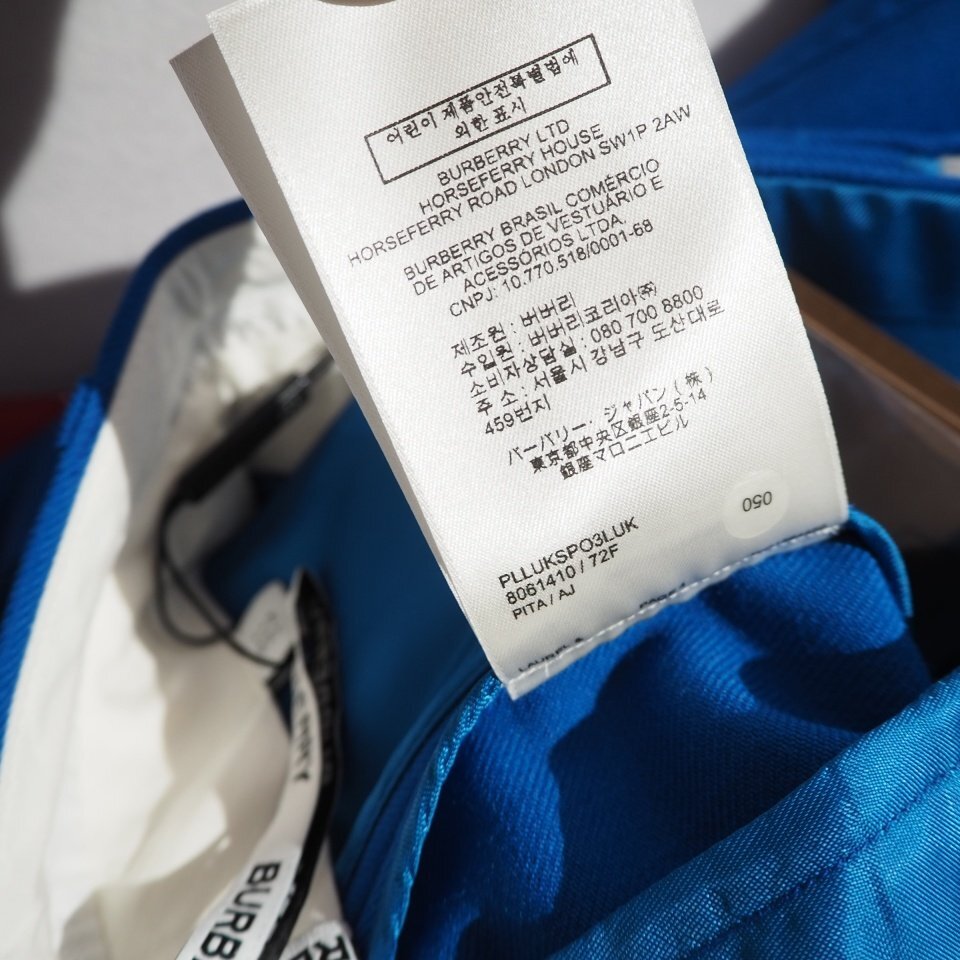 어린이 제품안전특별법에
의한 표시
BURBERRY LTD
HORSEFERRY HOUSE
HORSEFERRY ROAD LONDON SW1P 2AW
BURBERRY BRASIL COMÉRCIO
DE ARTIGOS DE VESTUÁRIO E
ACESSÓRIOS LTDA.
CNPJ: 10.770.518/0001-68
제조원 : 버버리
수입원 : 버버리코리아㈜
소비자상담실 : 080 700 8800
주 소 : 서울시 강남구 도산대로
459번지
バーバリー・ジャパン(株)
東京都中央区銀座2-5-14
銀座マロニエビル
050
PLLUKSPO3LUK
8061410 / 72F
PITA / AJ
LAUREL &
BURB